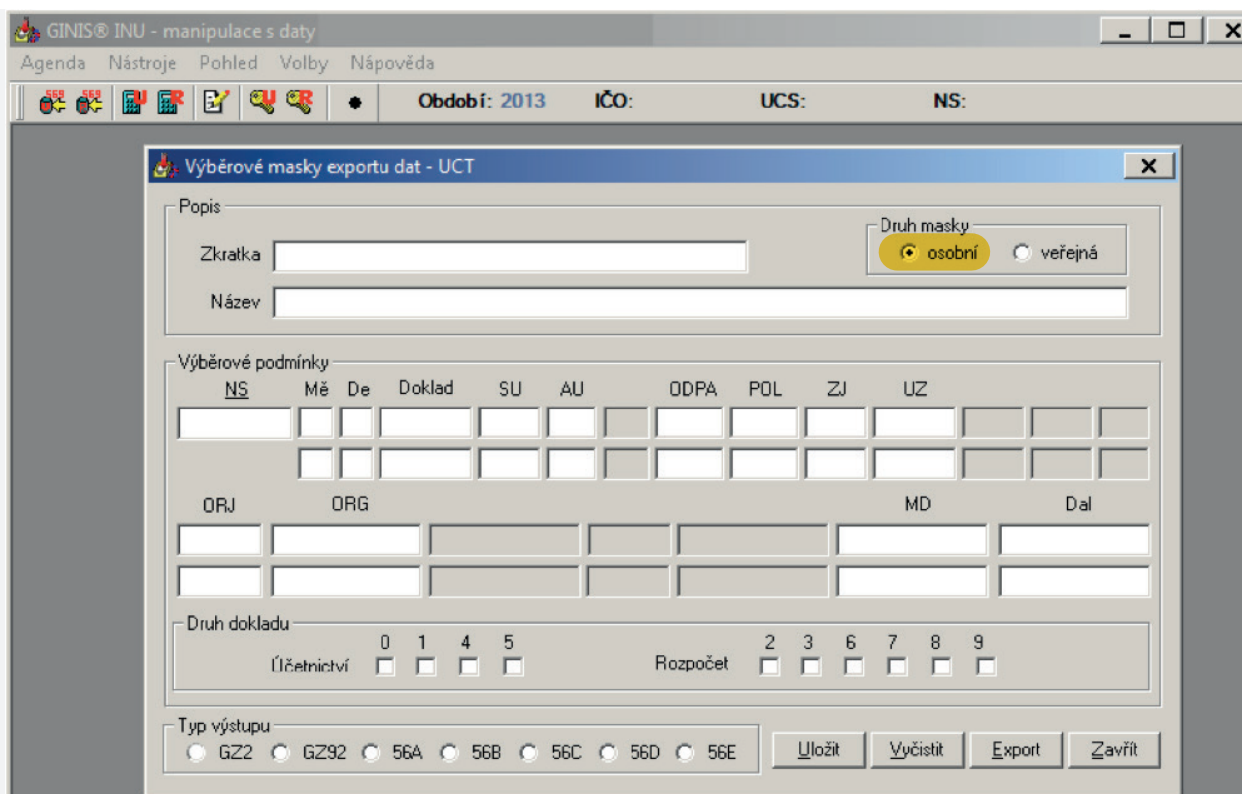 GINIS® INU - manipulace s daty
Agenda Nástroje Pohled Volby Nápověda
Období: 2013 IČO: UCS: NS:
Výběrové masky exportu dat - UCT
Popis
Druh masky
Zkratka
osobní veřejná
Název
Výběrové podmínky
NS Mě De Doklad SU AU ODPA POL ZJ UZ
ORJ ORG MD Dal
Druh dokladu
0 1 4 5 2 3 6 7 8 9
Účetnictví Rozpočet
Typ výstupu
GZ2 GZ92 56A 56B 56C 56D 56E Uložit Vyčistit Export Zavřít